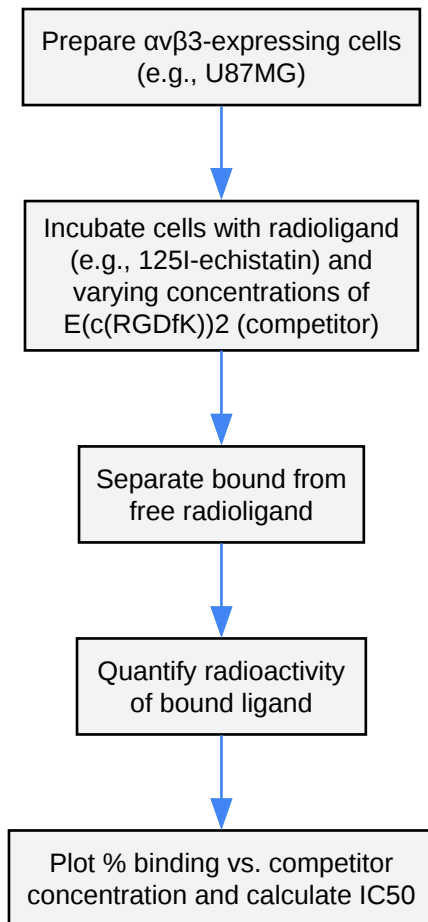 Prepare αvβ3-expressing cells
(e.g., U87MG)
Incubate cells with radioligand
(e.g., 125I-echistatin) and
varying concentrations of
E(c(RGDfK))2 (competitor)
Separate bound from
free radioligand
Quantify radioactivity
of bound ligand
Plot % binding vs. competitor
concentration and calculate IC50